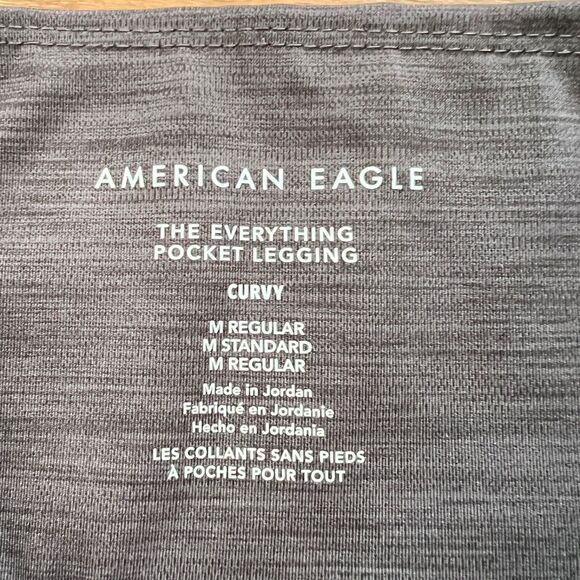 AMERICAN EAGLE
THE EVERYTHING
POCKET LEGGING
CURVY
M REGULAR
M STANDARD
M REGULAR
Made in Jordan
Fabriqué en Jordanie
Hecho en Jordania
LES COLLANTS SANS PIEDS
À POCHES POUR TOUT